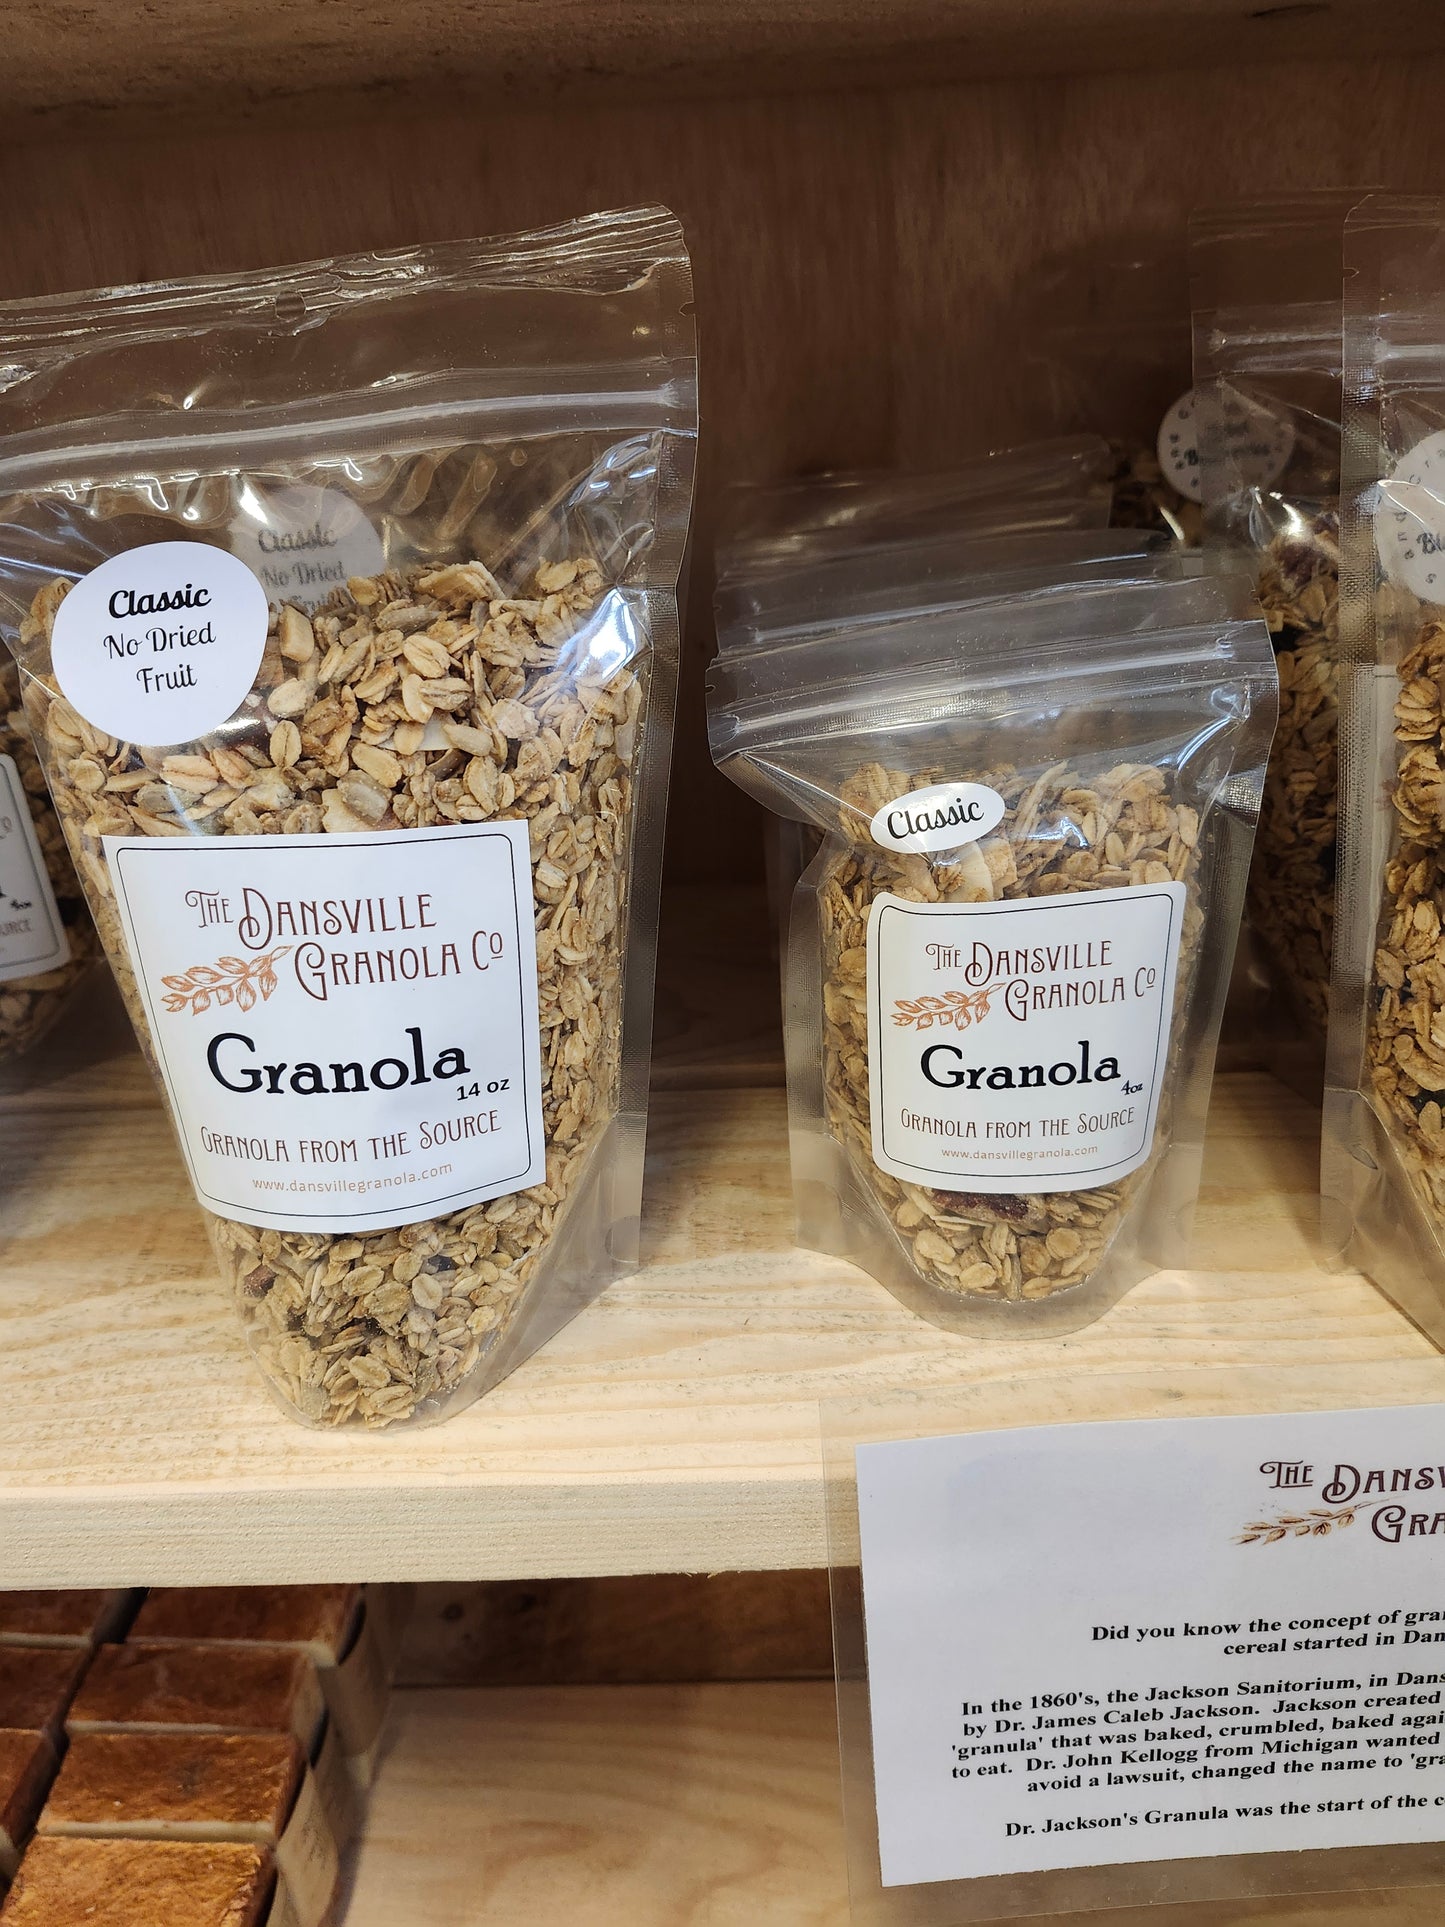 Classic
No Dried
Fruit
Classic
No Dried
The Dansville
Granola Co
Granola
14 oz
Granola from the Source
www.dansvillegranola.com
Classic
The Dansville
Granola Co
Granola
4oz
Granola from the Source
www.dansvillegranola.com
The Dansv
Gra
Did you know the concept of gra
cereal started in Dan
In the 1860's, the Jackson Sanitorium, in Dans
by Dr. James Caleb Jackson. Jackson created
'granula' that was baked, crumbled, baked agai
to eat. Dr. John Kellogg from Michigan wanted
avoid a lawsuit, changed the name to 'gra
Dr. Jackson's Granula was the start of the c